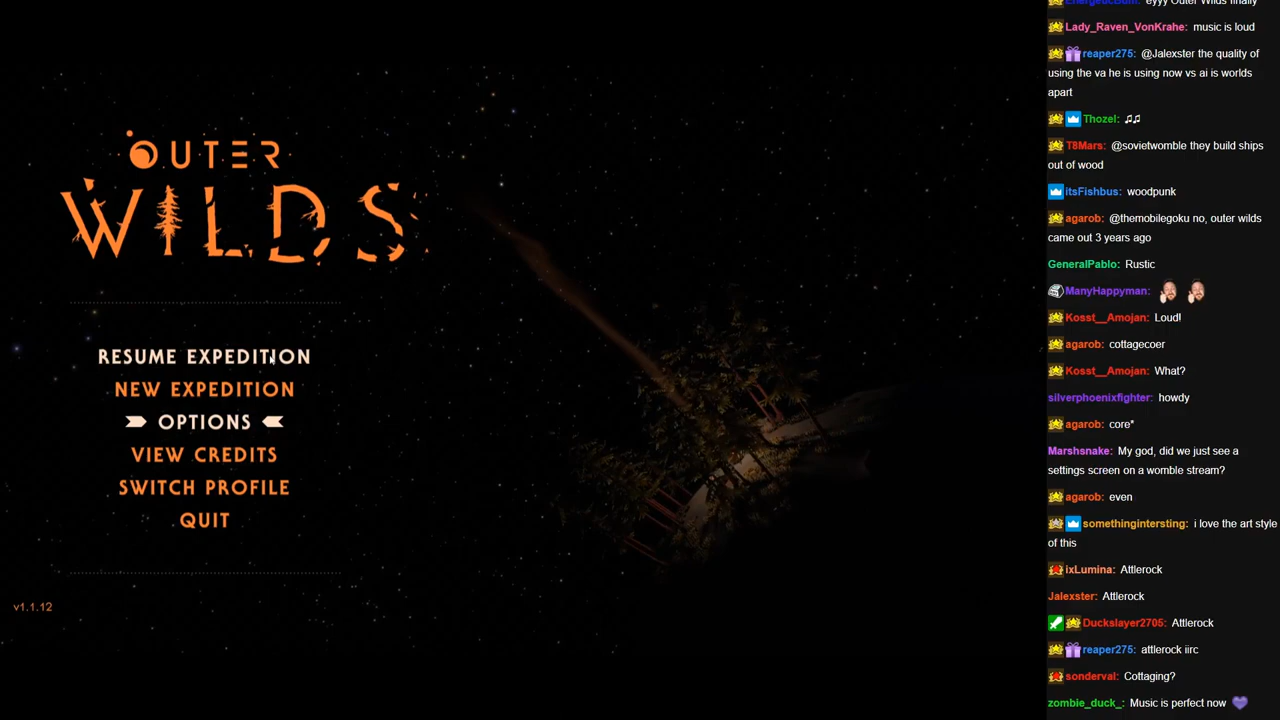 OUTER
WILDS
RESUME EXPEDITION
NEW EXPEDITION
OPTIONS
VIEW CREDITS
SWITCH PROFILE
QUIT
v1.1.12
eyyy Outer Wilds finally
Lady_Raven_VonKrahe: music is loud
reaper275: @Jalexster the quality of
using the va he is using now vs ai is worlds
apart
Thozel: ♫♫
T8Mars: @sovietwomble they build ships
out of wood
itsFishbus: woodpunk
agarob: @themobilegoku no, outer wilds
came out 3 years ago
GeneralPablo: Rustic
ManyHappyman:
Kosst__Amojan: Loud!
agarob: cottagecoer
Kosst__Amojan: What?
silverphoenixfighter: howdy
agarob: core*
Marshsnake: My god, did we just see a
settings screen on a womble stream?
agarob: even
somethingintersting: i love the art style
of this
ixLumina: Attlerock
Jalexster: Attlerock
Duckslayer2705: Attlerock
reaper275: attlerock iirc
sonderval: Cottaging?
zombie_duck_: Music is perfect now 💜